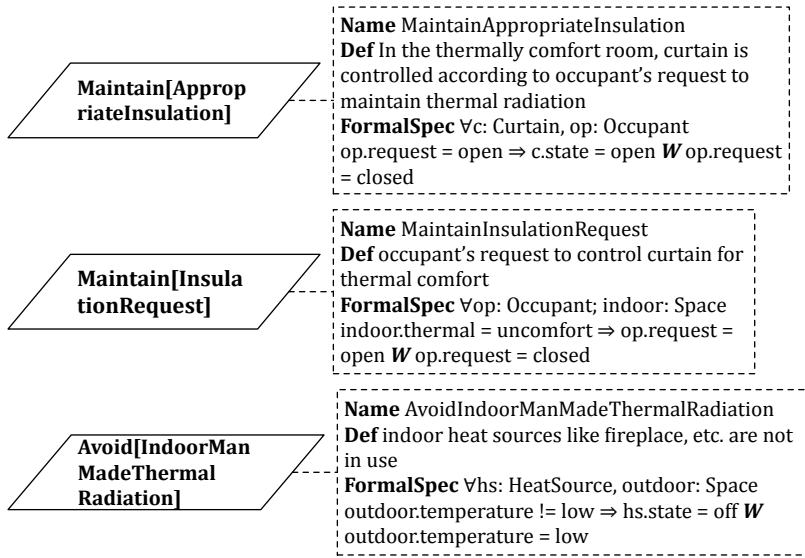 Maintain[Approp
riateInsulation]
Name MaintainAppropriateInsulation
Def In the thermally comfort room, curtain is
controlled according to occupant's request to
maintain thermal radiation
FormalSpec ∀c: Curtain, op: Occupant
op.request = open ⇒ c.state = open W op.request
= closed
Maintain[Insula
tionRequest]
Name MaintainInsulationRequest
Def occupant's request to control curtain for
thermal comfort
FormalSpec ∀op: Occupant; indoor: Space
indoor.thermal = uncomfort ⇒ op.request =
open W op.request = closed
Avoid[IndoorMan
MadeThermal
Radiation]
Name AvoidIndoorManMadeThermalRadiation
Def indoor heat sources like fireplace, etc. are not
in use
FormalSpec ∀hs: HeatSource, outdoor: Space
outdoor.temperature != low ⇒ hs.state = off W
outdoor.temperature = low